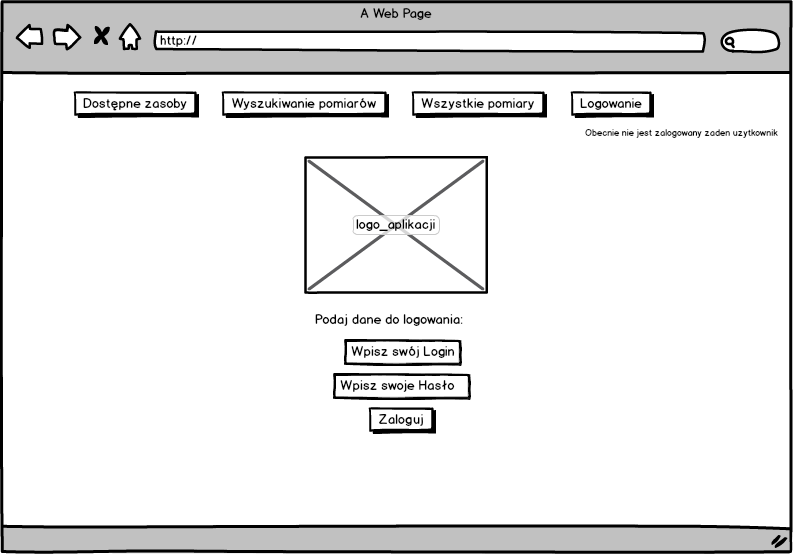 A Web Page
http://
Dostępne zasoby
Wyszukiwanie pomiarów
Wszystkie pomiary
Logowanie
Obecnie nie jest zalogowany zaden uzytkownik
logo_aplikacji
Podaj dane do logowania:
Wpisz swój Login
Wpisz swoje Hasło
Zaloguj